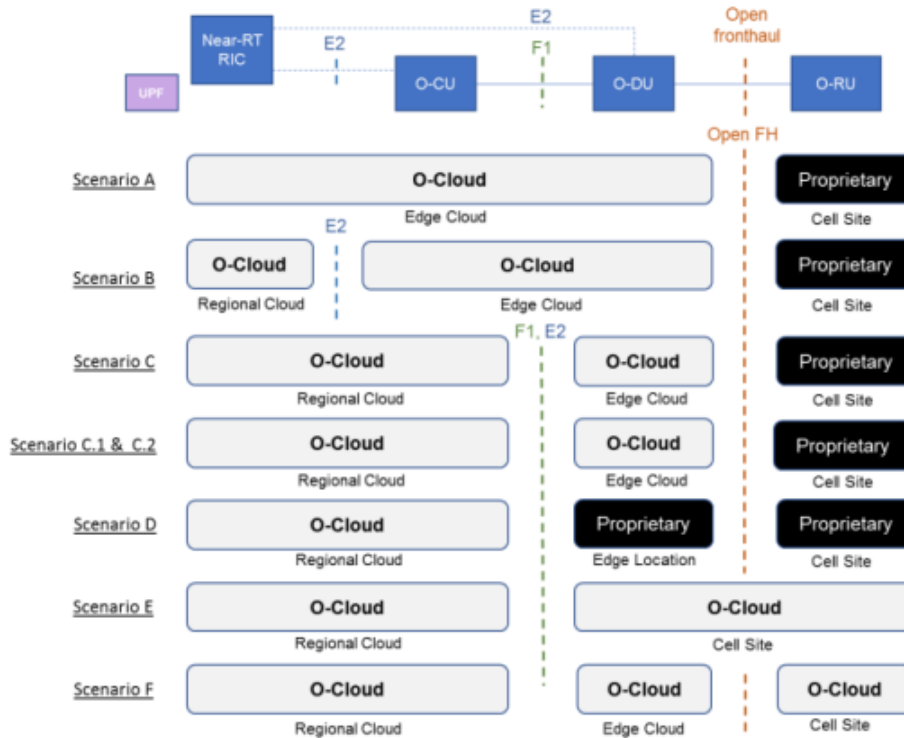 E2
Open
fronthaul
Near-RT
RIC
E2
F1
UPF
O-CU
O-DU
O-RU
Open FH
Scenario A
O-Cloud
Proprietary
Edge Cloud
Cell Site
E2
Scenario B
O-Cloud
O-Cloud
Proprietary
Regional Cloud
Edge Cloud
Cell Site
F1, E2
Scenario C
O-Cloud
O-Cloud
Proprietary
Regional Cloud
Edge Cloud
Cell Site
Scenario C.1 & C.2
O-Cloud
O-Cloud
Proprietary
Regional Cloud
Edge Cloud
Cell Site
Scenario D
O-Cloud
Proprietary
Proprietary
Regional Cloud
Edge Location
Cell Site
Scenario E
O-Cloud
O-Cloud
Regional Cloud
Cell Site
Scenario F
O-Cloud
O-Cloud
O-Cloud
Regional Cloud
Edge Cloud
Cell Site